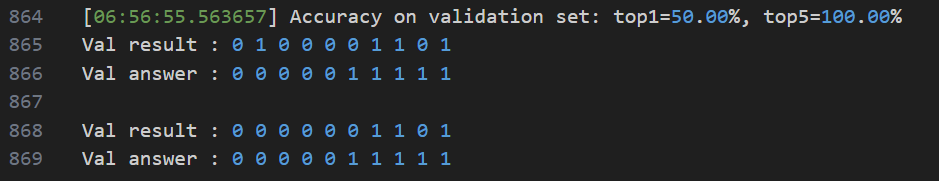 864 [06:56:55.563657] Accuracy on validation set: top1=50.00%, top5=100.00%
865 Val result : 0 1 0 0 0 0 1 1 0 1
866 Val answer : 0 0 0 0 0 1 1 1 1 1
867
868 Val result : 0 0 0 0 0 0 1 1 0 1
869 Val answer : 0 0 0 0 0 1 1 1 1 1